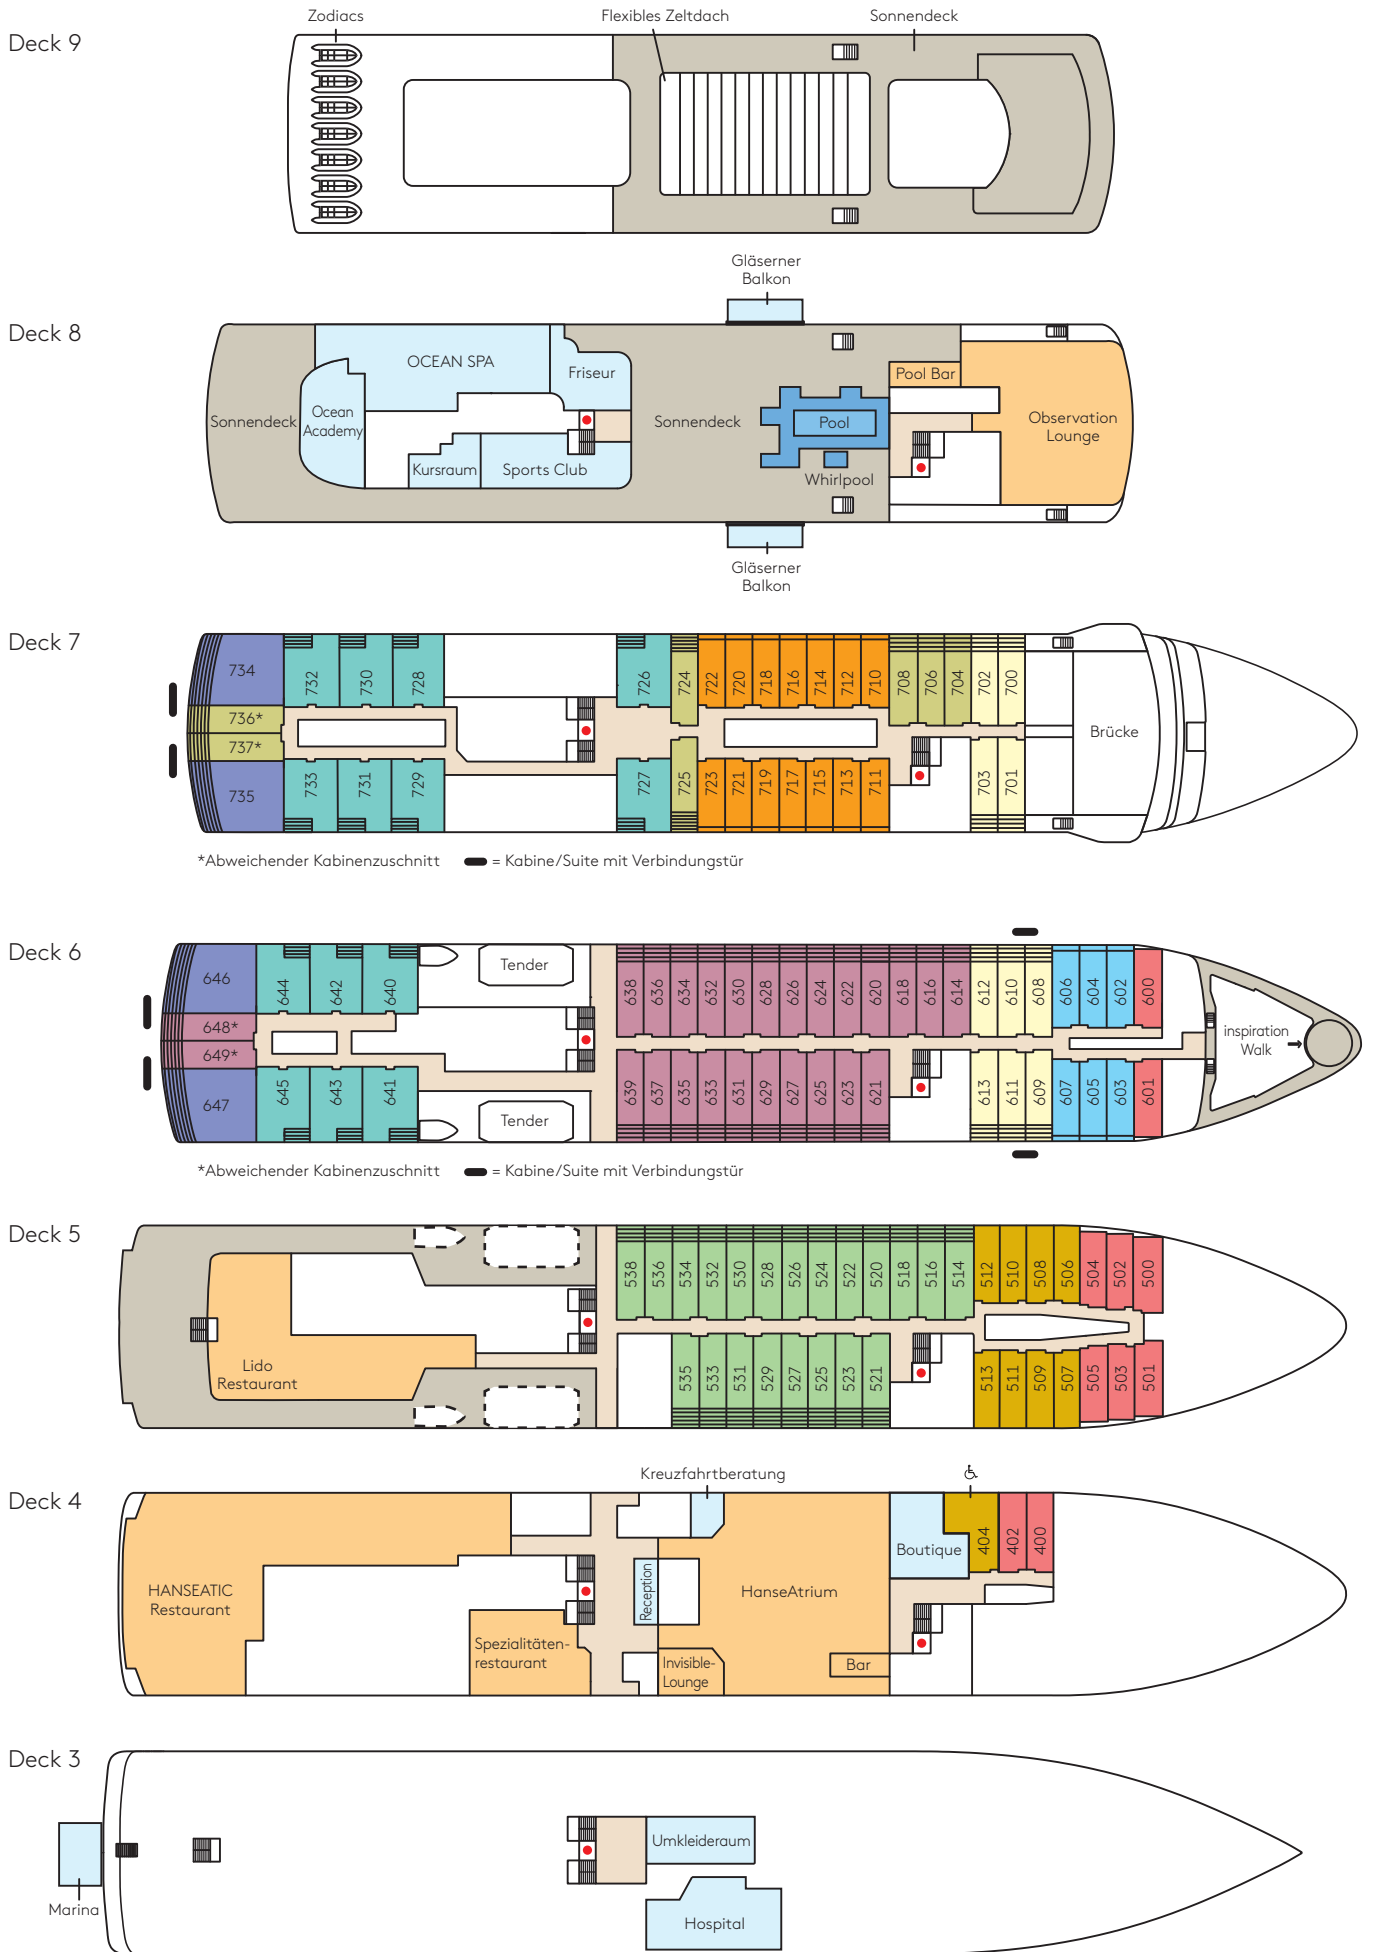 Zodiacs
Flexibles Zeltdach
Sonnendeck
Deck 9
Gläserner
Balkon
Deck 8
OCEAN SPA
Friseur
Pool Bar
Sonnendeck
Ocean
Academy
Sonnendeck
Pool
Observation
Lounge
Kursraum
Sports Club
Whirlpool
Gläserner
Balkon
Deck 7
734
732
730
728
726
724
722
720
718
716
714
712
710
708
706
704
702
700
736*
737*
Brücke
735
733
731
729
727
725
723
721
719
717
715
713
711
703
701
*Abweichender Kabinenzuschnitt
= Kabine/Suite mit Verbindungstür
Deck 6
646
644
642
640
Tender
638
636
634
632
630
628
626
624
622
620
618
616
614
612
610
608
606
604
602
600
648*
649*
inspiration
Walk
647
645
643
641
Tender
639
637
635
633
631
629
627
625
623
621
613
611
609
607
605
603
601
*Abweichender Kabinenzuschnitt
= Kabine/Suite mit Verbindungstür
Deck 5
538
536
534
532
530
528
526
524
522
520
518
516
514
512
510
508
506
504
502
500
Lido
Restaurant
535
533
531
529
527
525
523
521
513
511
509
507
505
503
501
Kreuzfahrtberatung
Deck 4
HANSEATIC
Restaurant
Reception
HanseAtrium
Boutique
404
402
400
Spezialitäten-
restaurant
Invisible-
Lounge
Bar
Deck 3
Umkleideraum
Marina
Hospital